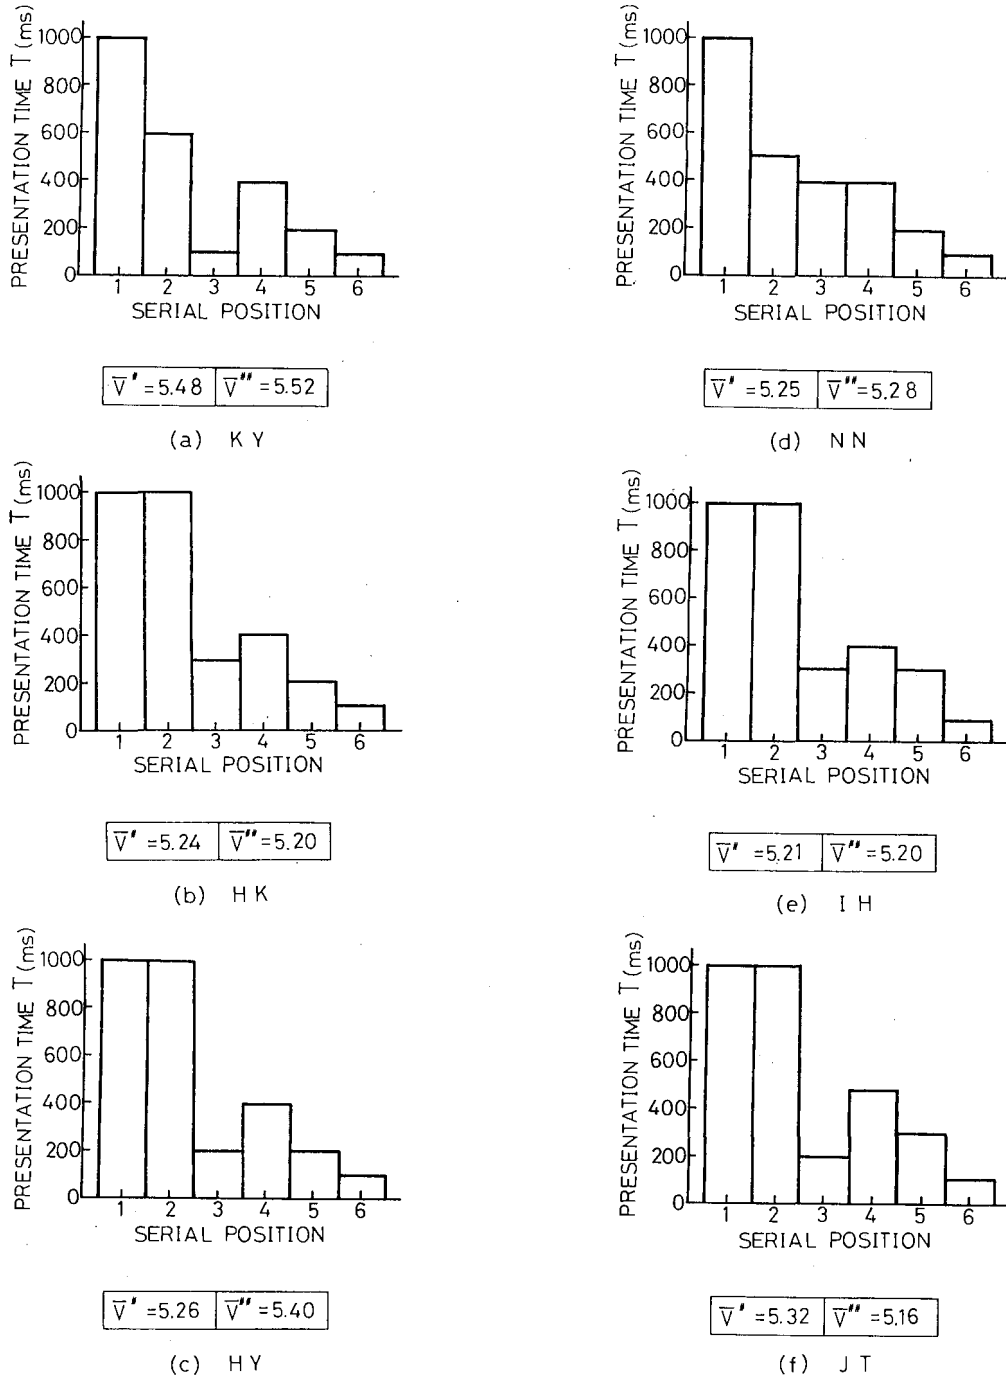 PRESENTATION TIME T (ms)
1000
800
600
400
200
0
1 2 3 4 5 6
SERIAL POSITION
V̅' = 5.48 V̅" = 5.52
(a) KY
PRESENTATION TIME T (ms)
1000
800
600
400
200
0
1 2 3 4 5 6
SERIAL POSITION
V̅' = 5.25 V̅" = 5.28
(d) NN
PRESENTATION TIME T (ms)
1000
800
600
400
200
0
1 2 3 4 5 6
SERIAL POSITION
V̅' = 5.24 V̅" = 5.20
(b) HK
PRESENTATION TIME T (ms)
1000
800
600
400
200
0
1 2 3 4 5 6
SERIAL POSITION
V̅' = 5.21 V̅" = 5.20
(e) IH
PRESENTATION TIME T (ms)
1000
800
600
400
200
0
1 2 3 4 5 6
SERIAL POSITION
V̅' = 5.26 V̅" = 5.40
(c) HY
PRESENTATION TIME T (ms)
1000
800
600
400
200
0
1 2 3 4 5 6
SERIAL POSITION
V̅' = 5.32 V̅" = 5.16
(f) JT